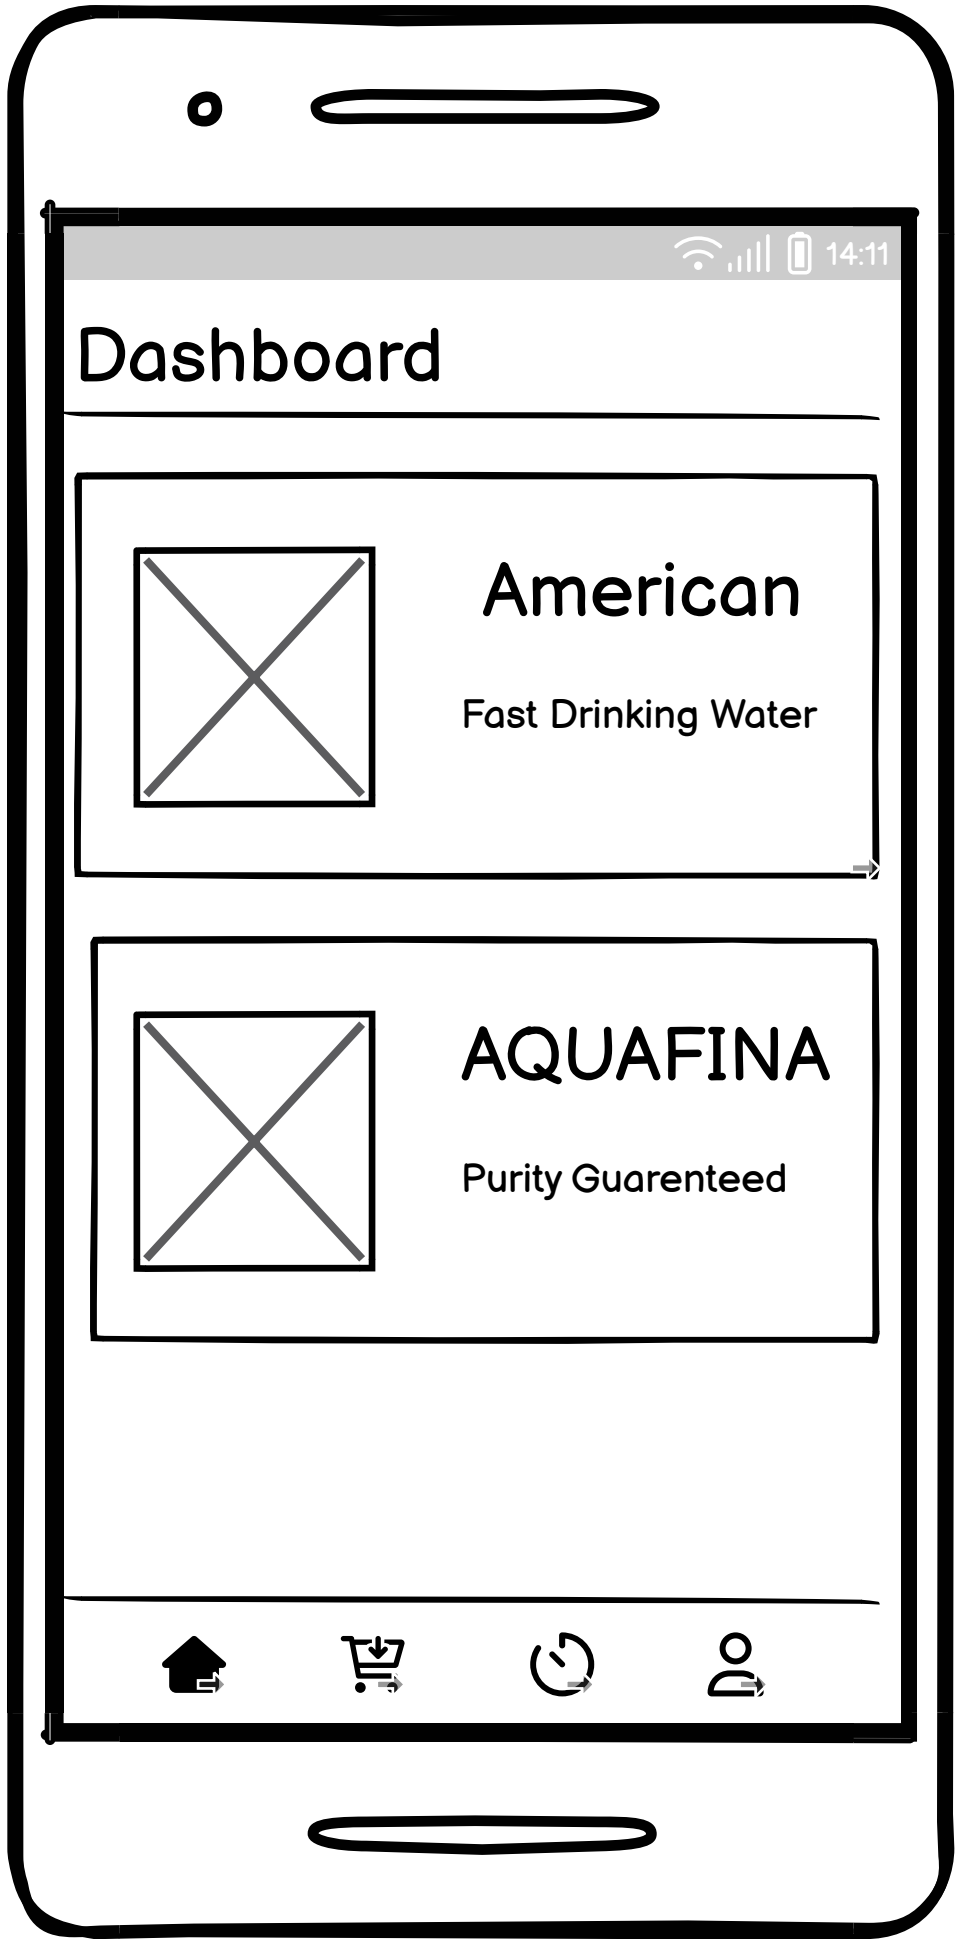 14:11
Dashboard
American
Fast Drinking Water
AQUAFINA
Purity Guarenteed